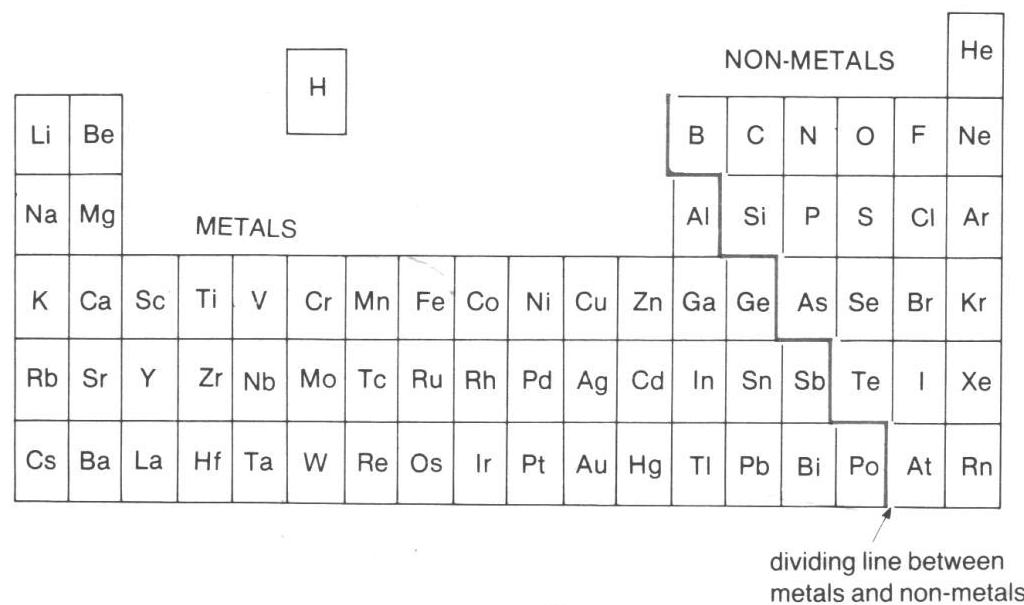 He
NON-METALS
H
Li Be B C N O F Ne
Na Mg Al Si P S Cl Ar
METALS
K Ca Sc Ti V Cr Mn Fe Co Ni Cu Zn Ga Ge As Se Br Kr
Rb Sr Y Zr Nb Mo Tc Ru Rh Pd Ag Cd In Sn Sb Te I Xe
Cs Ba La Hf Ta W Re Os Ir Pt Au Hg Tl Pb Bi Po At Rn
dividing line between
metals and non-metals